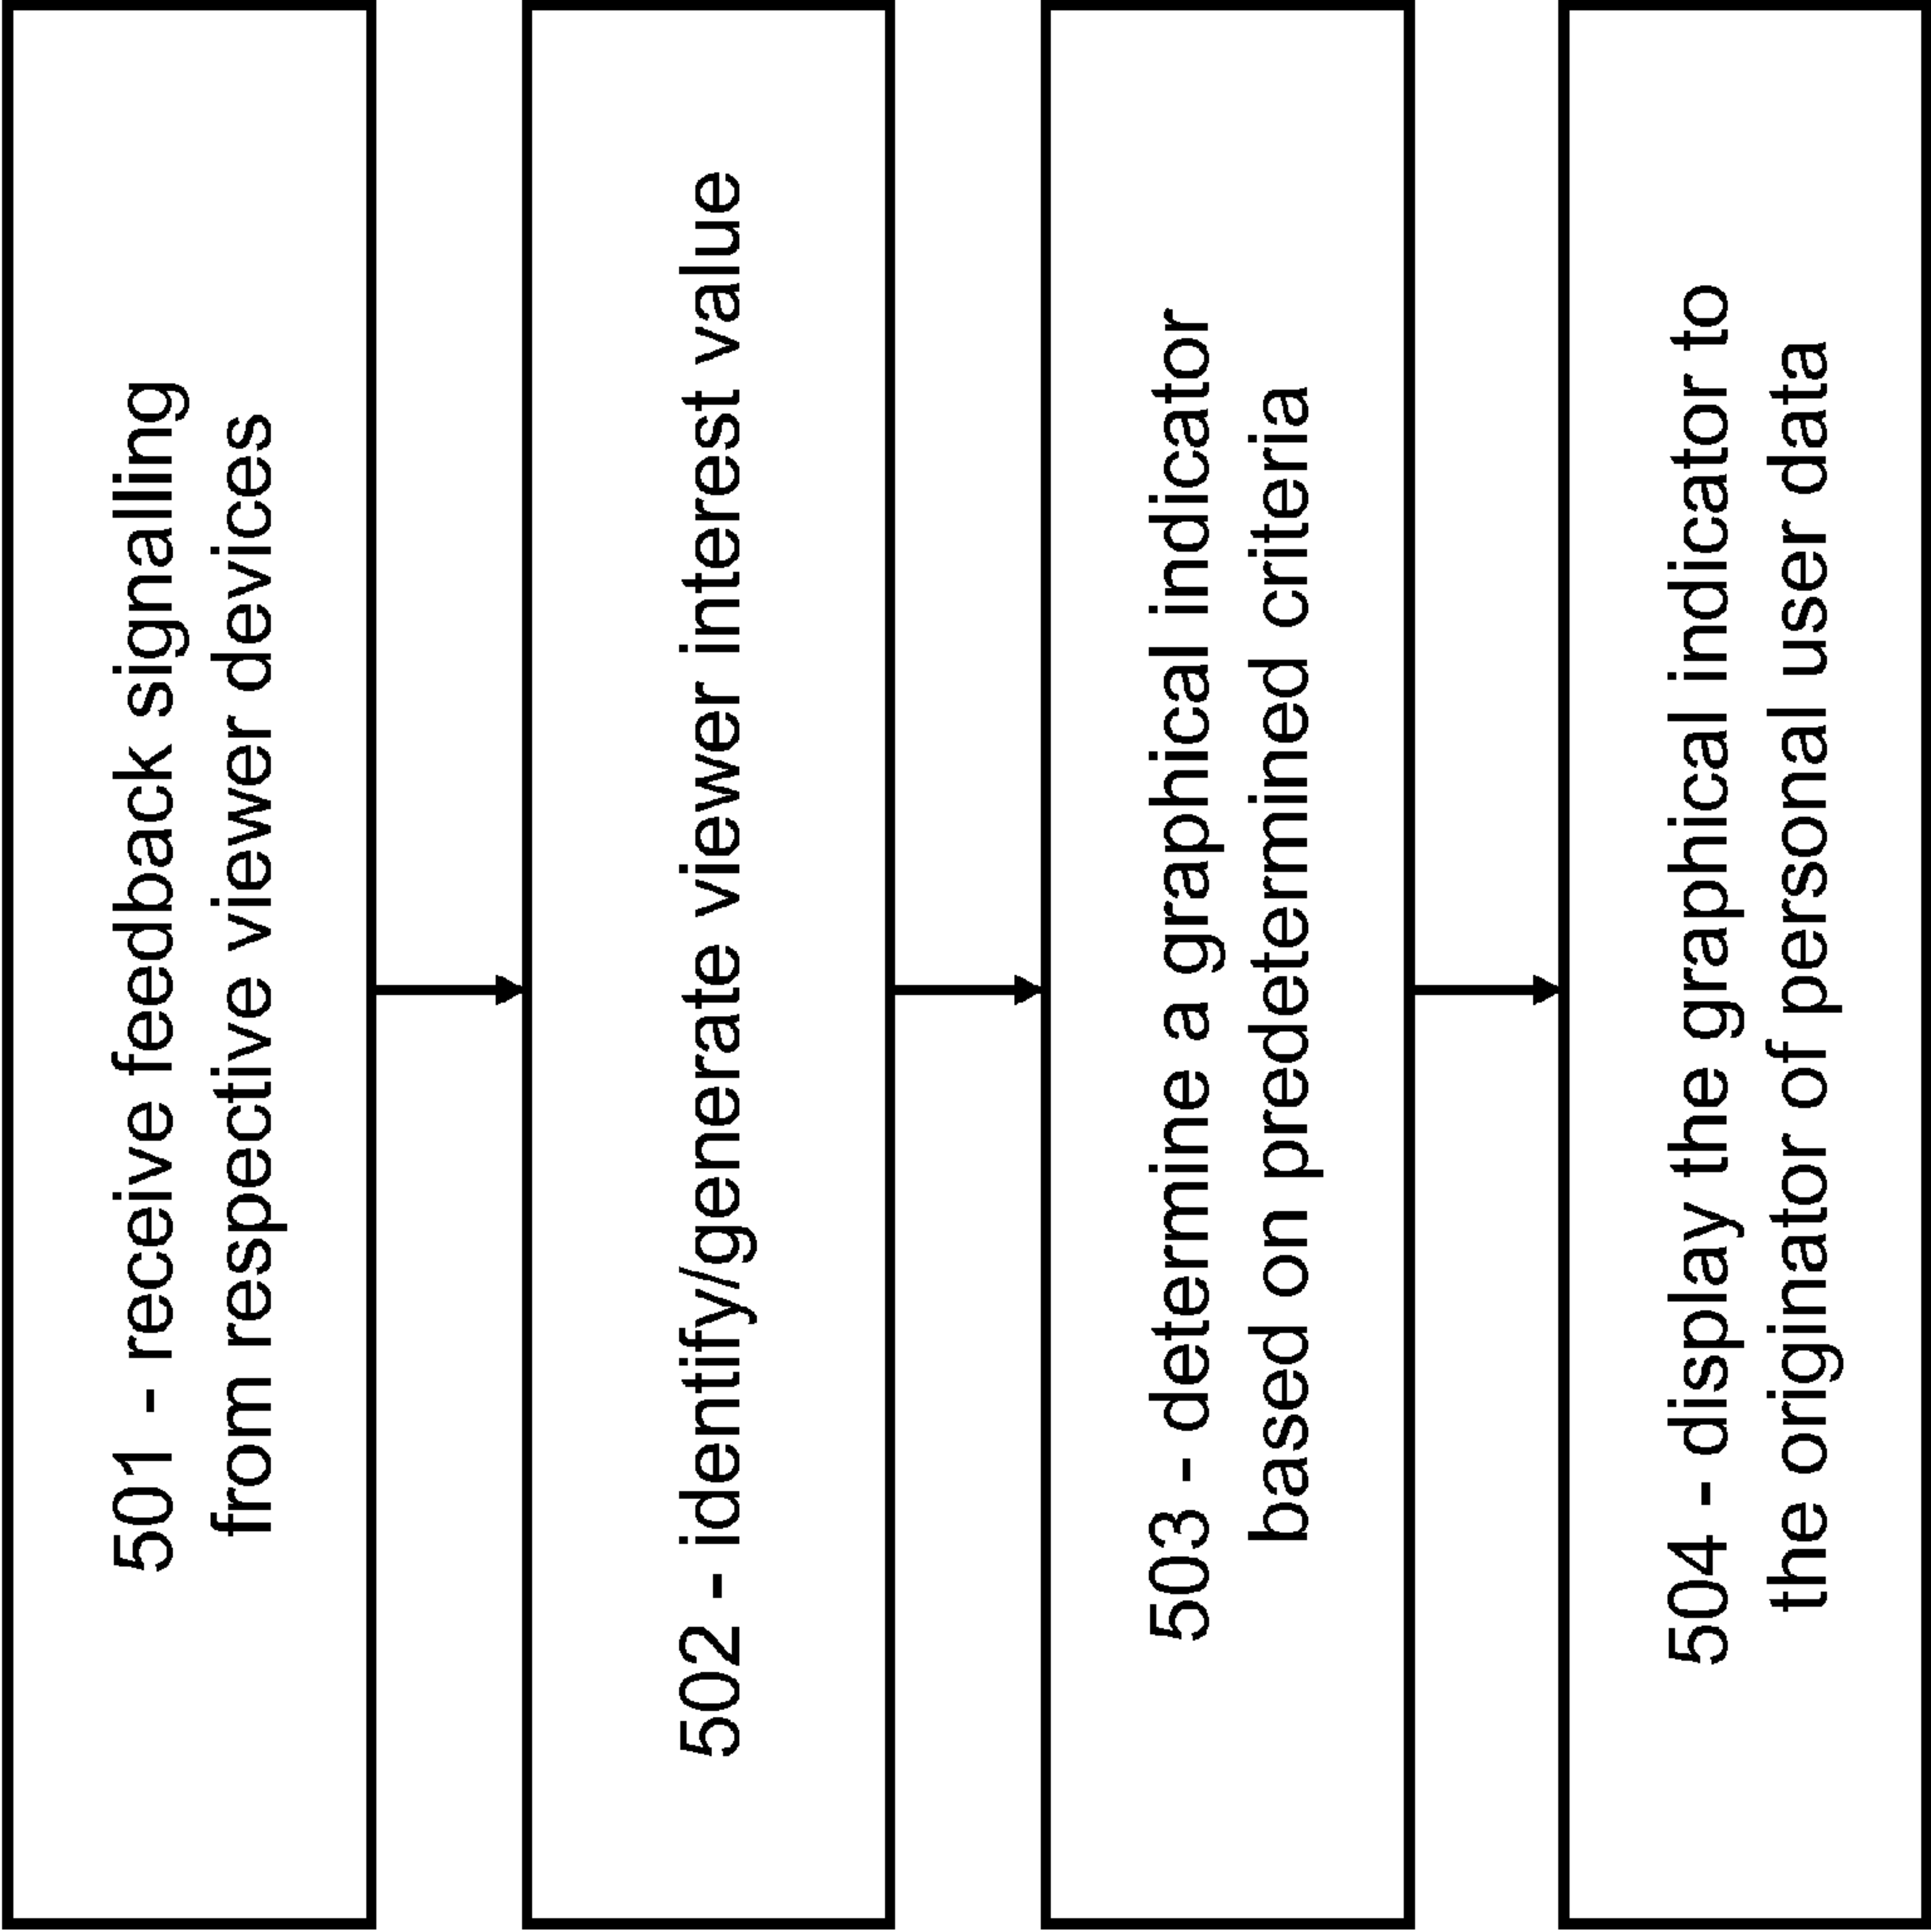 501 - receive feedback signalling
from respective viewer devices
502 - identify/generate viewer interest value
503 - determine a graphical indicator
based on predetermined criteria
504 - display the graphical indicator to
the originator of personal user data